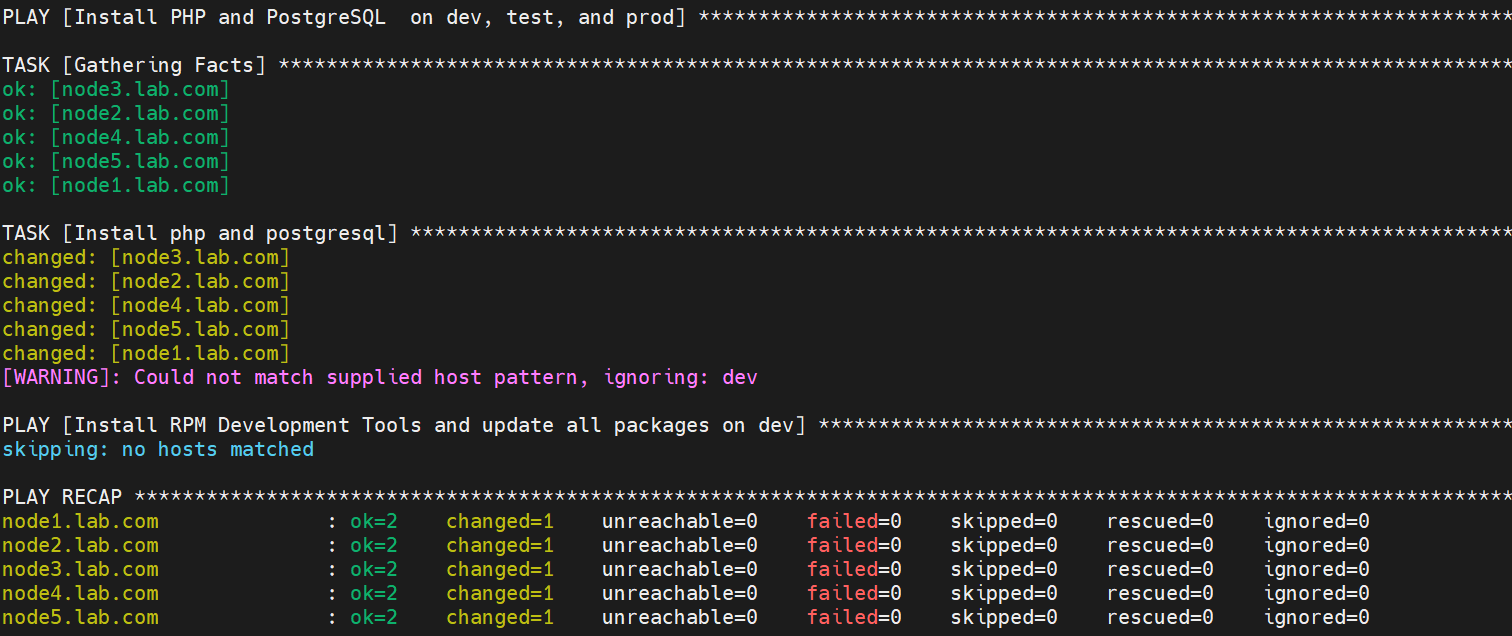 PLAY [Install PHP and PostgreSQL  on dev, test, and prod] ********************************************************************
TASK [Gathering Facts] *******************************************************************************************************
ok: [node3.lab.com]
ok: [node2.lab.com]
ok: [node4.lab.com]
ok: [node5.lab.com]
ok: [node1.lab.com]
TASK [Install php and postgresql] ********************************************************************************************
changed: [node3.lab.com]
changed: [node2.lab.com]
changed: [node4.lab.com]
changed: [node5.lab.com]
changed: [node1.lab.com]
[WARNING]: Could not match supplied host pattern, ignoring: dev
PLAY [Install RPM Development Tools and update all packages on dev] **********************************************************
skipping: no hosts matched
PLAY RECAP *******************************************************************************************************************
node1.lab.com              : ok=2    changed=1    unreachable=0    failed=0    skipped=0    rescued=0    ignored=0
node2.lab.com              : ok=2    changed=1    unreachable=0    failed=0    skipped=0    rescued=0    ignored=0
node3.lab.com              : ok=2    changed=1    unreachable=0    failed=0    skipped=0    rescued=0    ignored=0
node4.lab.com              : ok=2    changed=1    unreachable=0    failed=0    skipped=0    rescued=0    ignored=0
node5.lab.com              : ok=2    changed=1    unreachable=0    failed=0    skipped=0    rescued=0    ignored=0